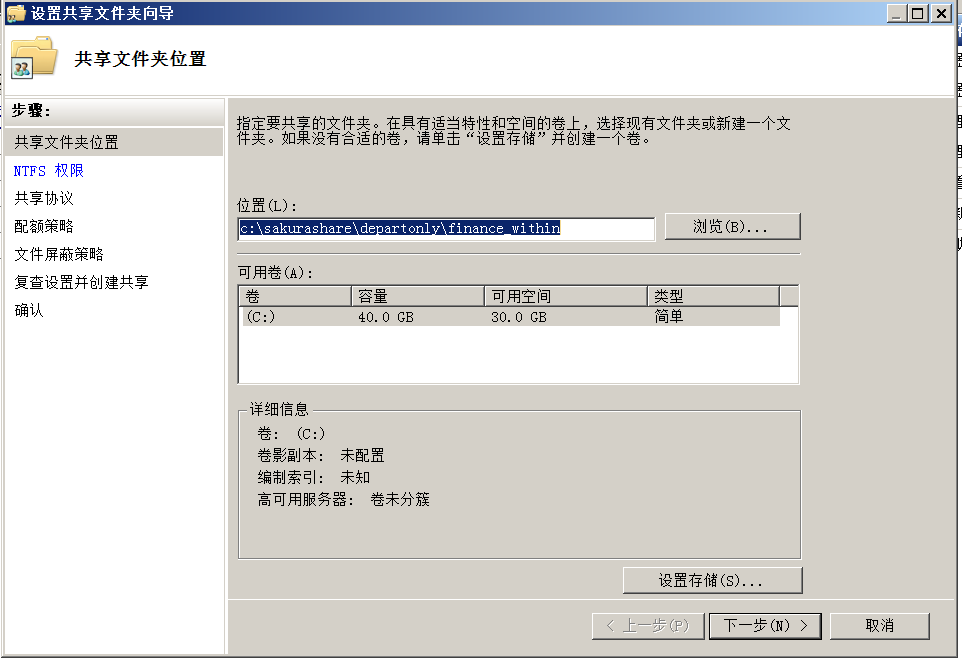 设置共享文件夹向导
共享文件夹位置
步骤:
共享文件夹位置
NTFS 权限
共享协议
配额策略
文件屏蔽策略
复查设置并创建共享
确认
指定要共享的文件夹。在具有适当特性和空间的卷上，选择现有文件夹或新建一个文
件夹。如果没有合适的卷，请单击“设置存储”并创建一个卷。
位置(L):
c:\sakurashare\departonly\finance_within
浏览(B)...
可用卷(A):
卷 容量 可用空间 类型
(C:) 40.0 GB 30.0 GB 简单
详细信息
卷: (C:)
卷影副本: 未配置
编制索引: 未知
高可用服务器: 卷未分簇
设置存储(S)...
< 上一步(P) 下一步(N) > 取消